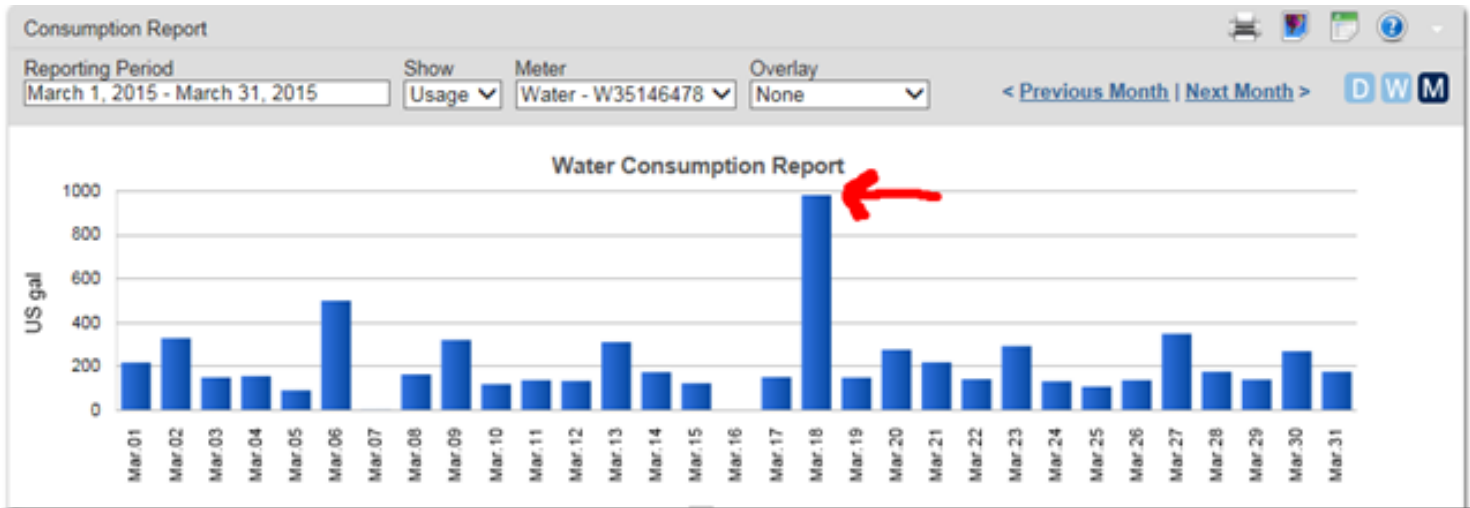 Consumption Report
Reporting Period Show Meter Overlay
March 1, 2015 - March 31, 2015 Usage Water - W35146478 None < Previous Month | Next Month > D W M
Water Consumption Report
1000
800
600
400
200
0
US gal
Mar.01 Mar.02 Mar.03 Mar.04 Mar.05 Mar.06 Mar.07 Mar.08 Mar.09 Mar.10 Mar.11 Mar.12 Mar.13 Mar.14 Mar.15 Mar.16 Mar.17 Mar.18 Mar.19 Mar.20 Mar.21 Mar.22 Mar.23 Mar.24 Mar.25 Mar.26 Mar.27 Mar.28 Mar.29 Mar.30 Mar.31